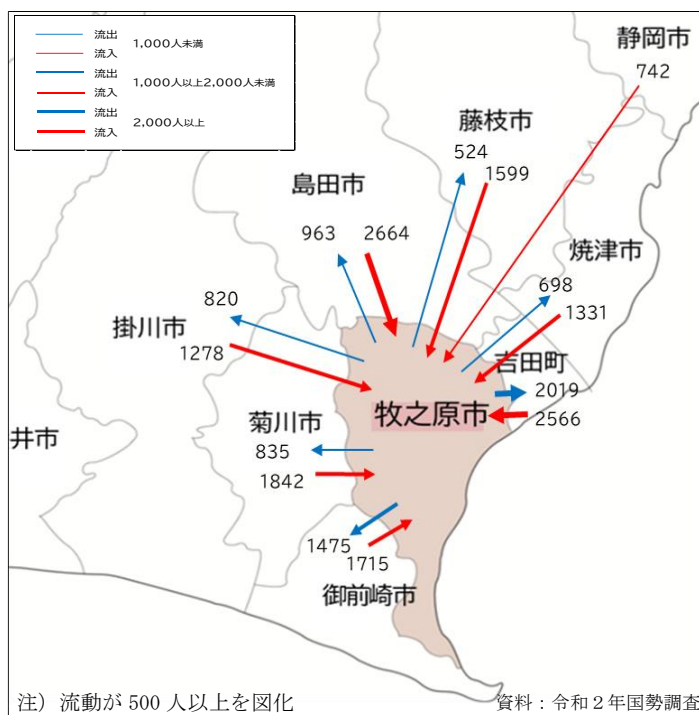 流出
1,000人未満
流入
流出
1,000人以上2,000人未満
流入
流出
2,000人以上
流入
静岡市
742
藤枝市
524
1599
島田市
963
2664
焼津市
698
1331
820
掛川市
1278
吉田町
2019
2566
牧之原市
菊川市
835
1842
井市
1475
1715
御前崎市
注）流動が 500 人以上を図化
資料：令和２年国勢調査